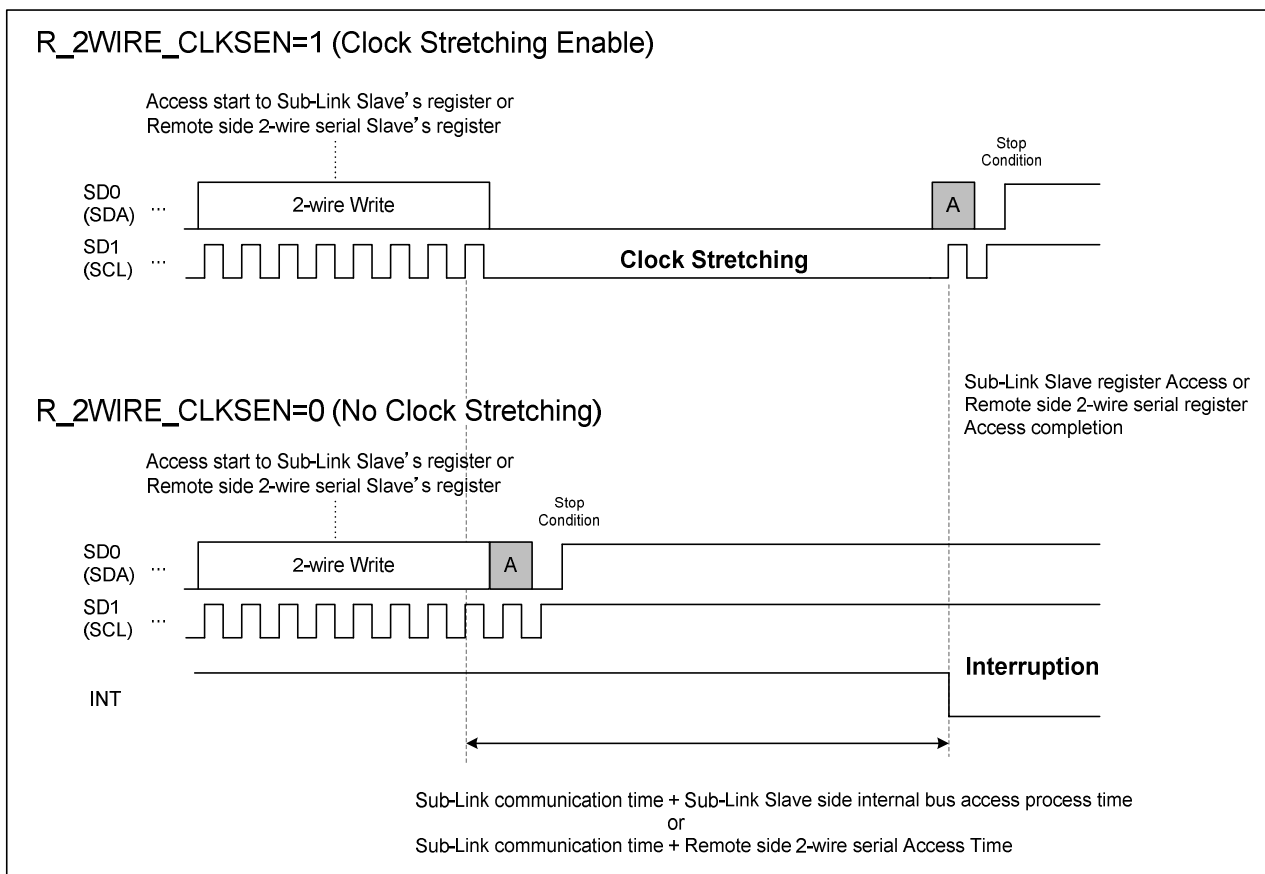 R_2WIRE_CLKSEN=1 (Clock Stretching Enable)
Access start to Sub-Link Slave’s register or
Remote side 2-wire serial Slave’s register
Stop
Condition
SD0
(SDA) ...
2-wire Write
A
SD1
(SCL) ...
Clock Stretching
Sub-Link Slave register Access or
Remote side 2-wire serial register
Access completion
R_2WIRE_CLKSEN=0 (No Clock Stretching)
Access start to Sub-Link Slave’s register or
Remote side 2-wire serial Slave’s register
Stop
Condition
SD0
(SDA) ...
2-wire Write
A
SD1
(SCL) ...
Interruption
INT
Sub-Link communication time + Sub-Link Slave side internal bus access process time
or
Sub-Link communication time + Remote side 2-wire serial Access Time